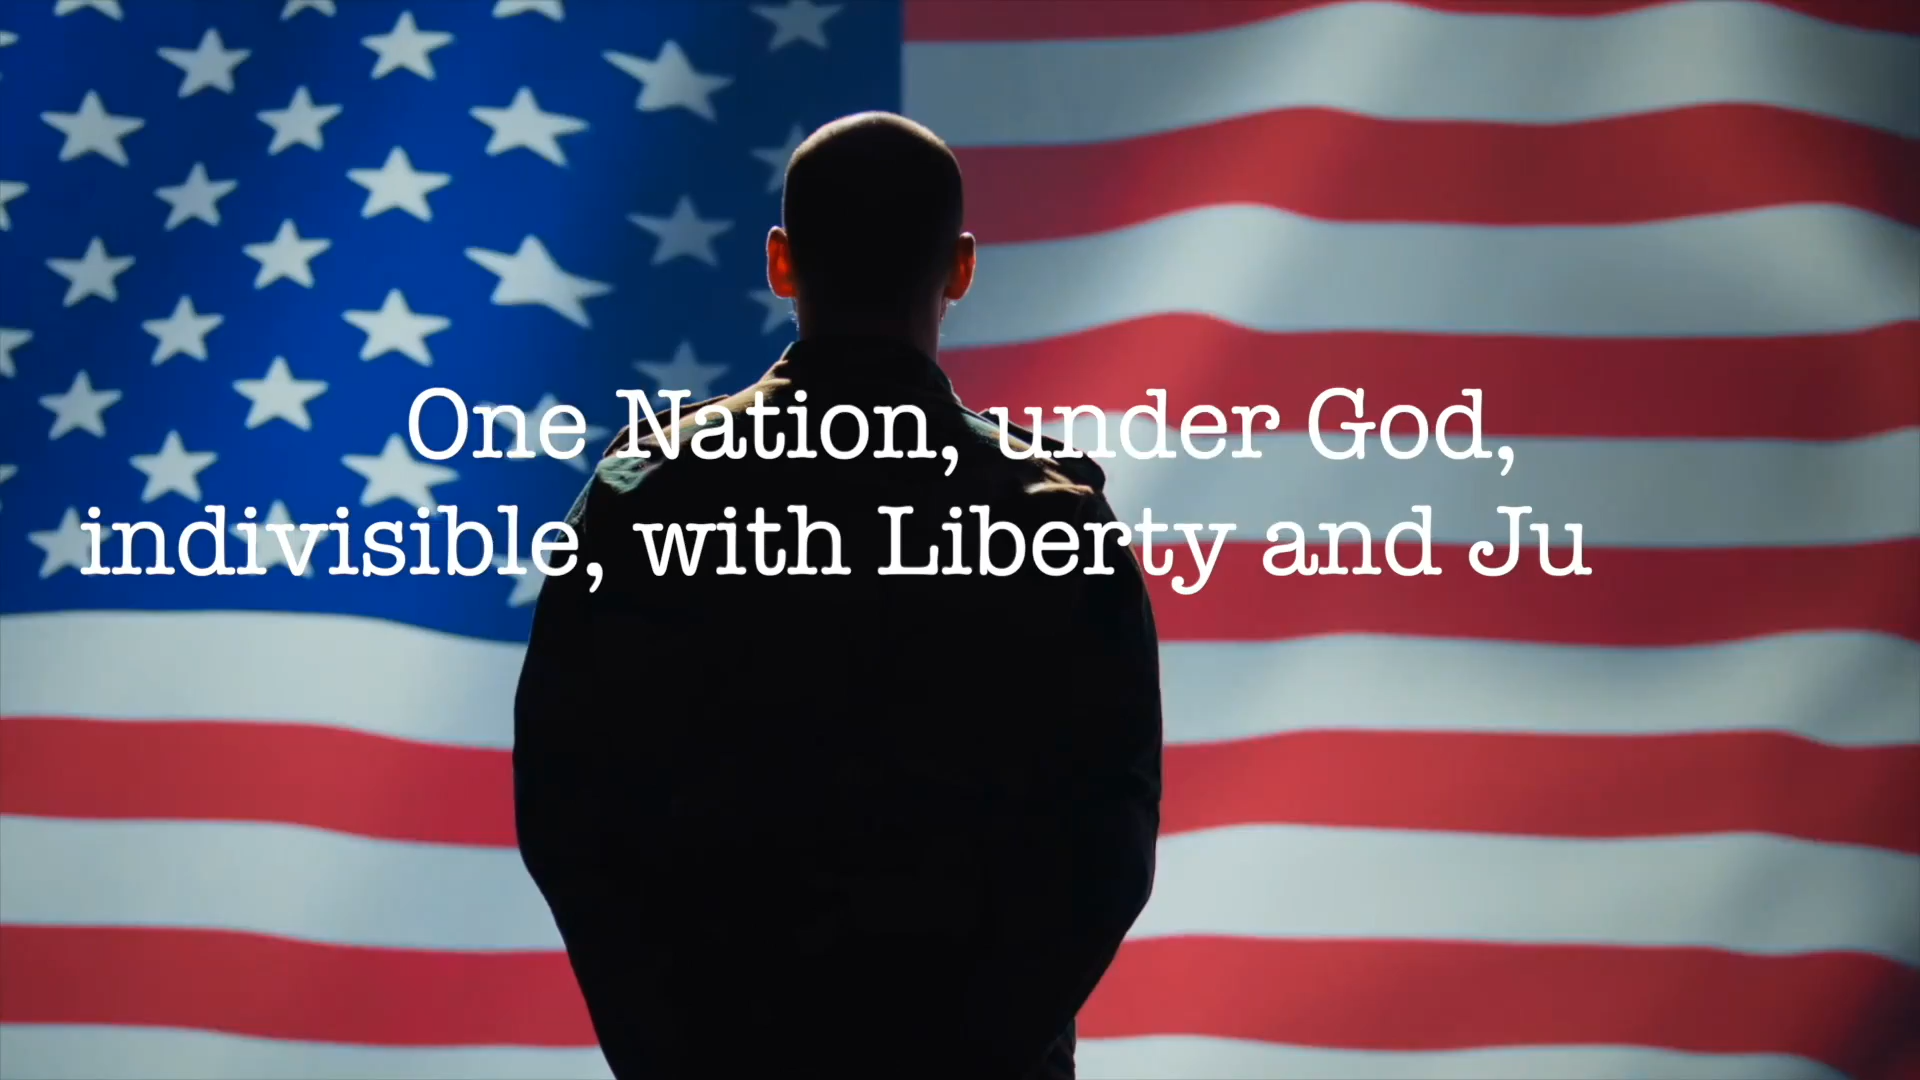 One Nation, under God,
indivisible, with Liberty and Ju